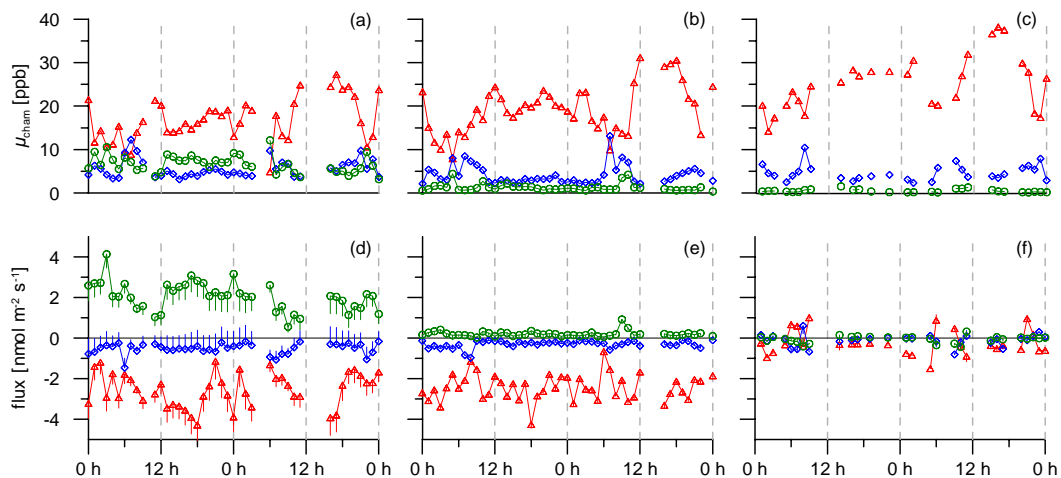 (a) (b) (c)
40
30
20
10
0
μcham [ppb]
(d) (e) (f)
4
2
0
-2
-4
flux [nmol m-2 s-1]
0 h 12 h 0 h 12 h 0 h 12 h 0 h 12 h 0 h 12 h 0 h 12 h 0 h